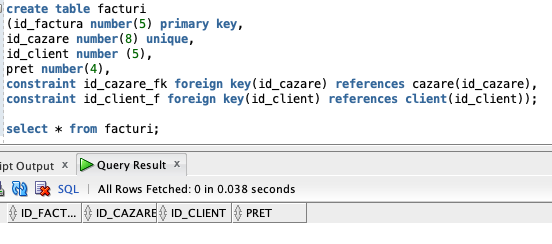 create table facturi
(id_factura number(5) primary key,
id_cazare number(8) unique,
id_client number (5),
pret number(4),
constraint id_cazare_fk foreign key(id_cazare) references cazare(id_cazare),
constraint id_client_f foreign key(id_client) references client(id_client));
select * from facturi;
ipt Output x Query Result x
SQL | All Rows Fetched: 0 in 0.038 seconds
ID_FACT... ID_CAZARE ID_CLIENT PRET